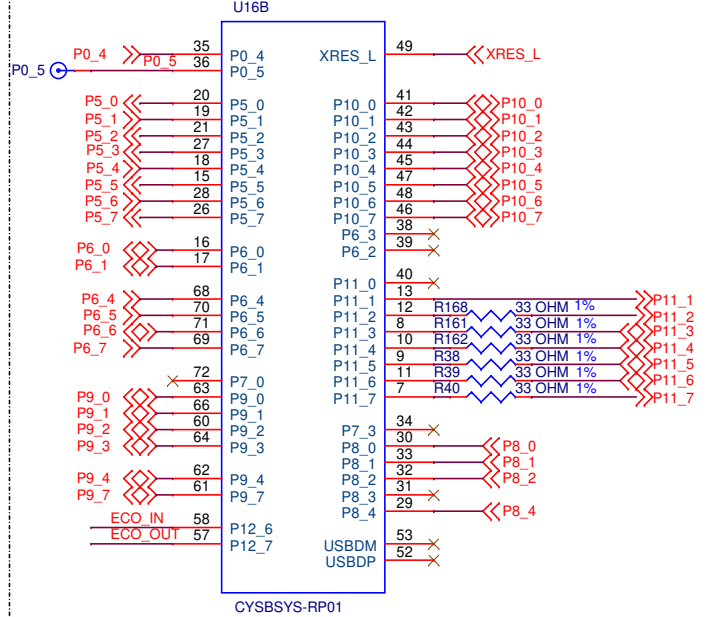 U16B
P0_4 35 P0_4 XRES_L 49 XRES_L
P0_5 P0_5 36 P0_5
P5_0 20 P5_0 P10_0 41 P10_0
P5_1 19 P5_1 P10_1 42 P10_1
P5_2 21 P5_2 P10_2 43 P10_2
P5_3 27 P5_3 P10_3 44 P10_3
P5_4 18 P5_4 P10_4 45 P10_4
P5_5 15 P5_5 P10_5 47 P10_5
P5_6 28 P5_6 P10_6 48 P10_6
P5_7 26 P5_7 P10_7 46 P10_7
P6_3 38
P6_0 16 P6_0 P6_2 39
P6_1 17 P6_1
P11_0 40
P6_4 68 P6_4 P11_1 13 P11_1
P6_5 70 P6_5 P11_2 12 R168 33 OHM 1% P11_2
P6_6 71 P6_6 P11_3 8 R161 33 OHM 1% P11_3
P6_7 69 P6_7 P11_4 10 R162 33 OHM 1% P11_4
P11_5 9 R38 33 OHM 1% P11_5
72 P7_0 P11_6 11 R39 33 OHM 1% P11_6
P9_0 63 P9_0 P11_7 7 R40 33 OHM 1% P11_7
P9_1 66 P9_1
P9_2 60 P9_2 P7_3 34
P9_3 64 P9_3 P8_0 30 P8_0
P8_1 33 P8_1
P9_4 62 P9_4 P8_2 32 P8_2
P9_7 61 P9_7 P8_3 31
P8_4 29 P8_4
ECO_IN 58 P12_6
ECO_OUT 57 P12_7 USBDM 53
USBDP 52
CYSBSYS-RP01